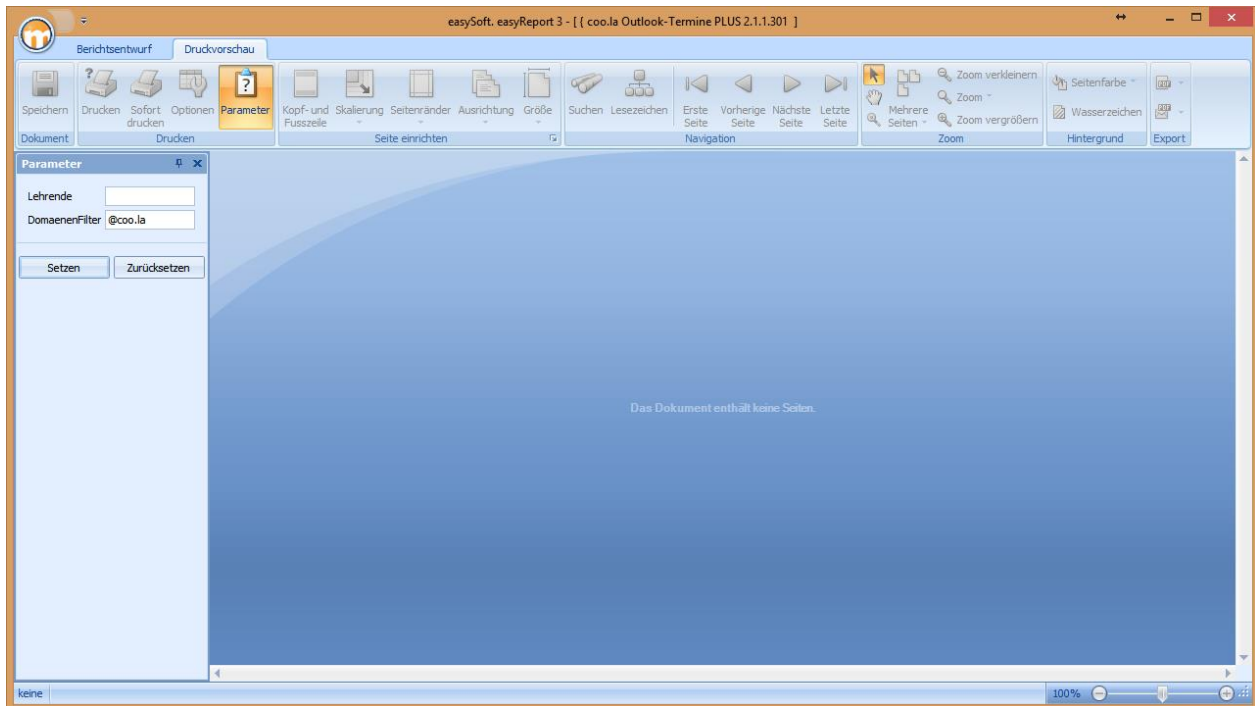 easySoft. easyReport 3 - [ { coo.la Outlook-Termine PLUS 2.1.1.301 ]
Berichtsentwurf Druckvorschau
Speichern Drucken Sofort drucken Optionen Parameter Kopf- und Fusszeile Skalierung Seitenränder Ausrichtung Größe Suchen Lesezeichen Erste Seite Vorherige Seite Nächste Seite Letzte Seite Mehrere Seiten Zoom verkleinern Zoom Zoom vergrößern Seitenfarbe Wasserzeichen
Dokument Drucken Seite einrichten Navigation Zoom Hintergrund Export
Parameter
Lehrende
DomaenenFilter @coo.la
Setzen Zurücksetzen
Das Dokument enthält keine Seiten.
keine 100%